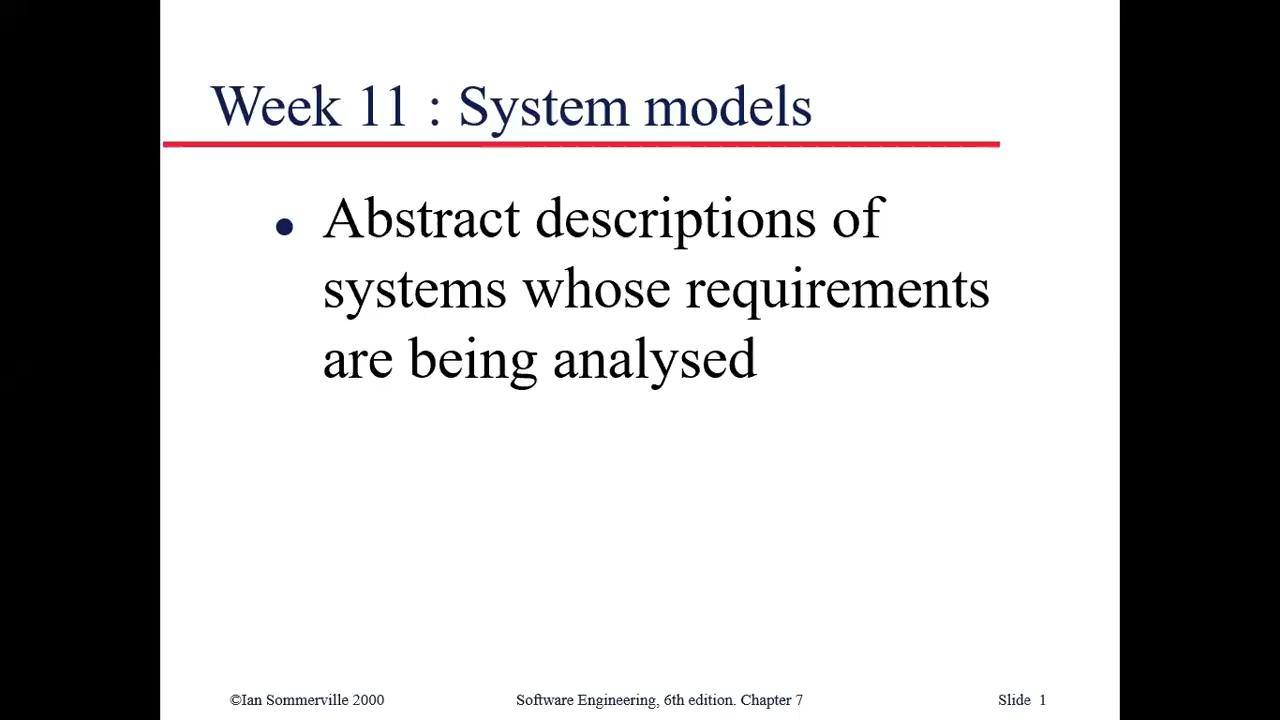 Week 11 : System models
● Abstract descriptions of
systems whose requirements
are being analysed
©Ian Sommerville 2000 Software Engineering, 6th edition. Chapter 7 Slide 1